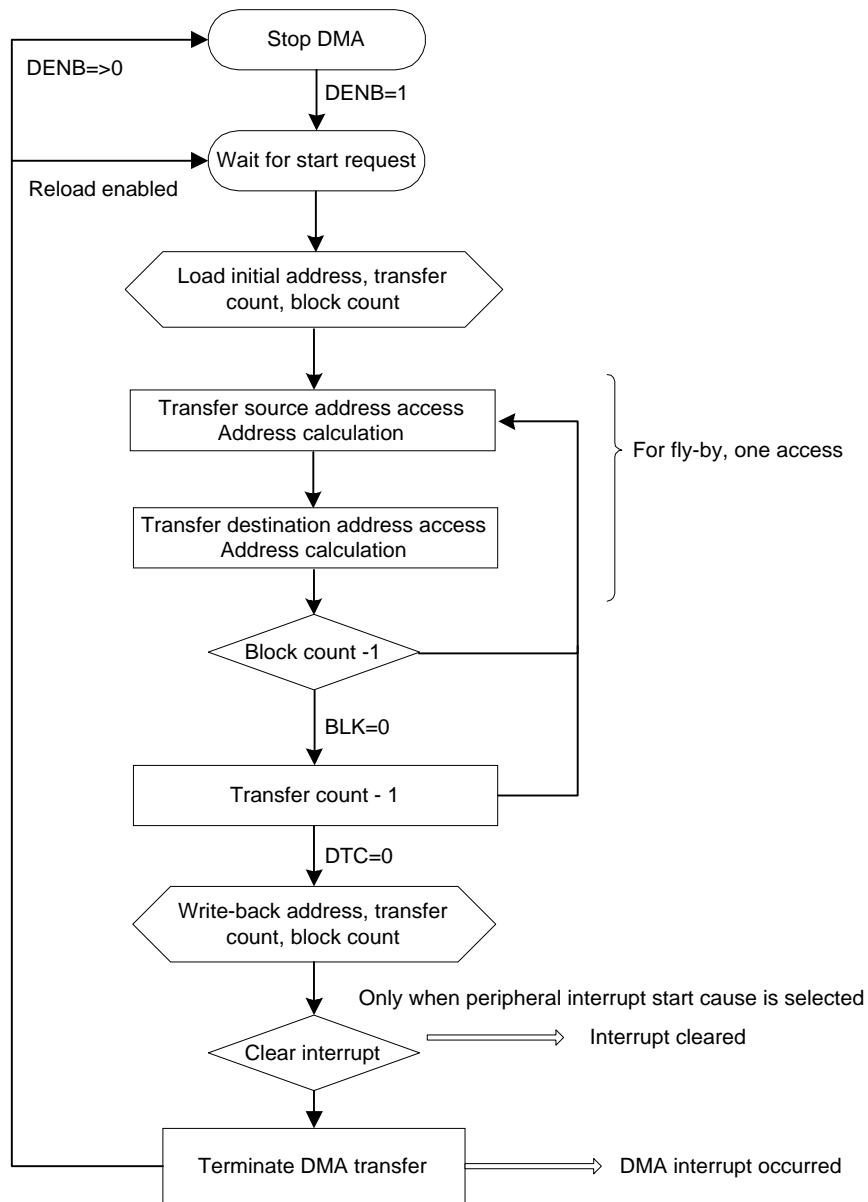 Stop DMA
DENB=>0
DENB=1
Wait for start request
Reload enabled
Load initial address, transfer
count, block count
Transfer source address access
Address calculation
For fly-by, one access
Transfer destination address access
Address calculation
Block count -1
BLK=0
Transfer count - 1
DTC=0
Write-back address, transfer
count, block count
Only when peripheral interrupt start cause is selected
Clear interrupt
Interrupt cleared
Terminate DMA transfer
DMA interrupt occurred